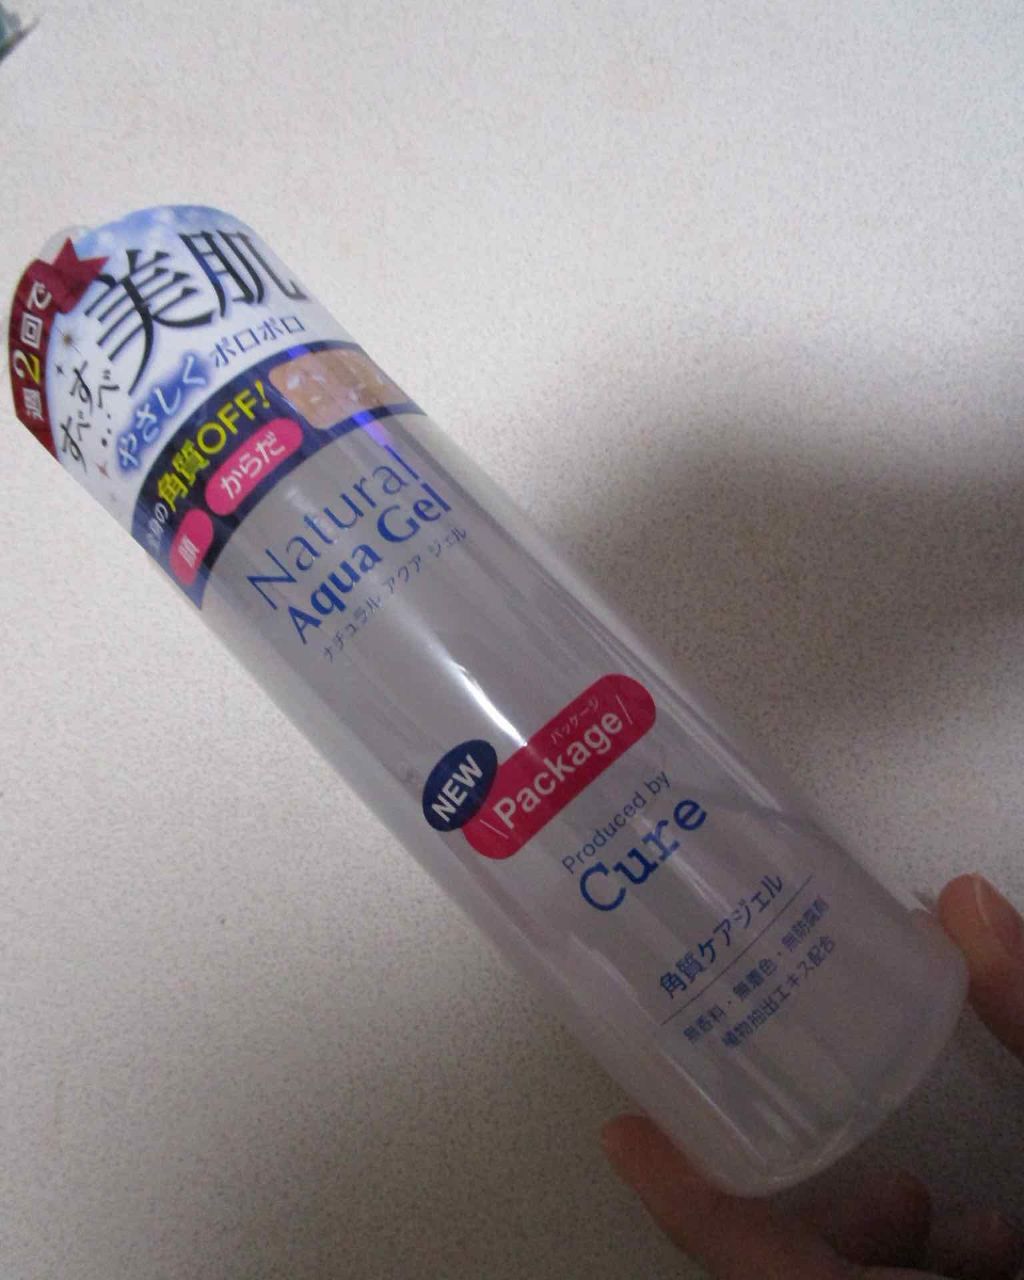 週2回で
すべすべ
美肌
やさしく ポロポロ
の角質OFF!
顔 からだ
Natural
Aqua Gel
ナチュラル アクア ジェル
NEW
パッケージ
\Package/
Produced by
Cure
角質ケアジェル
無香料・無着色・無防腐剤
植物抽出エキス配合